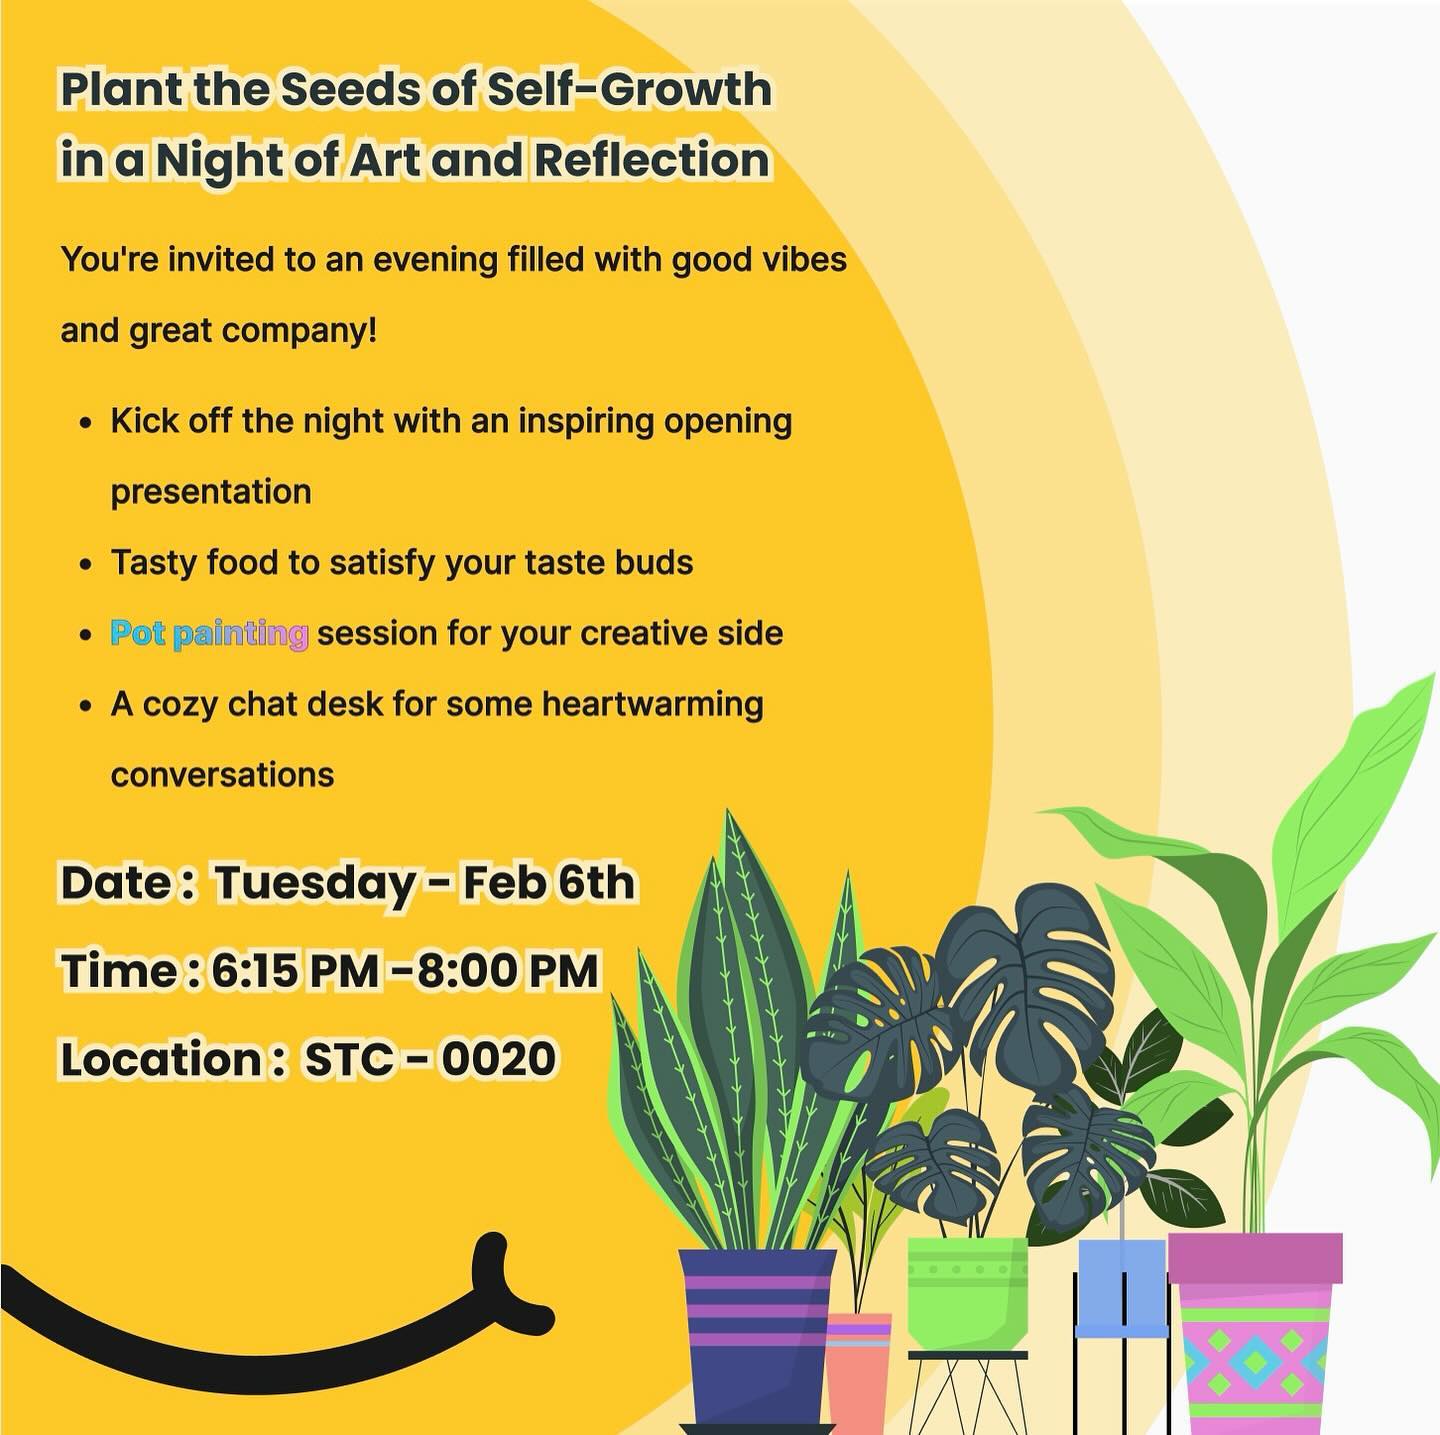 Plant the Seeds of Self-Growth
in a Night of Art and Reflection
You're invited to an evening filled with good vibes
and great company!
• Kick off the night with an inspiring opening
presentation
• Tasty food to satisfy your taste buds
• Pot painting session for your creative side
• A cozy chat desk for some heartwarming
conversations
Date : Tuesday - Feb 6th
Time : 6:15 PM -8:00 PM
Location : STC - 0020